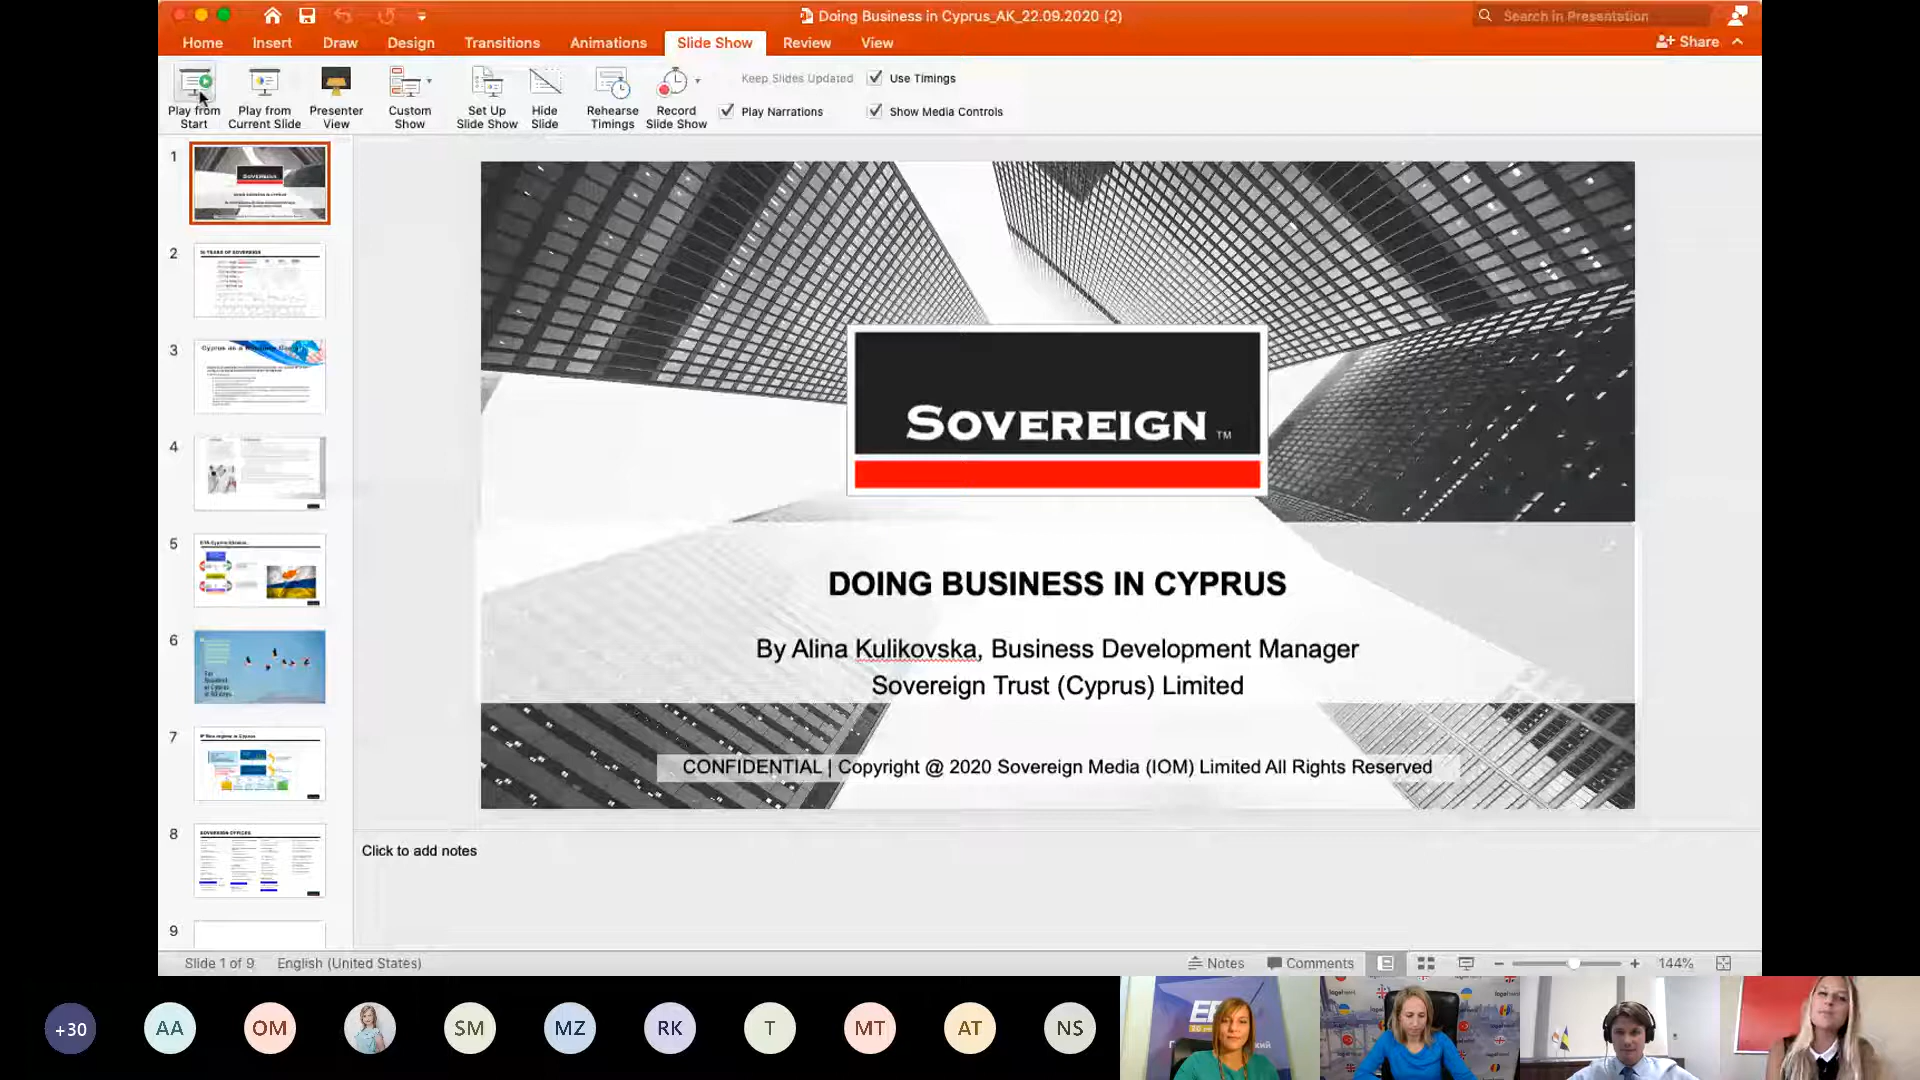 Doing Business in Cyprus_AK_22.09.2020 (2)
Search in Presentation
Home Insert Draw Design Transitions Animations Slide Show Review View
Share
Play from Start
Play from Current Slide
Presenter View
Custom Show
Set Up Slide Show
Hide Slide
Rehearse Timings
Record Slide Show
Keep Slides Updated
Use Timings
Play Narrations
Show Media Controls
1
2
3
4
5
6
7
8
SOVEREIGN OFFICES
9
SOVEREIGN TM
DOING BUSINESS IN CYPRUS
By Alina Kulikovska, Business Development Manager
Sovereign Trust (Cyprus) Limited
CONFIDENTIAL | Copyright @ 2020 Sovereign Media (IOM) Limited All Rights Reserved
Click to add notes
Slide 1 of 9 English (United States)
Notes Comments
144%
+30 AA OM SM MZ RK T MT AT NS